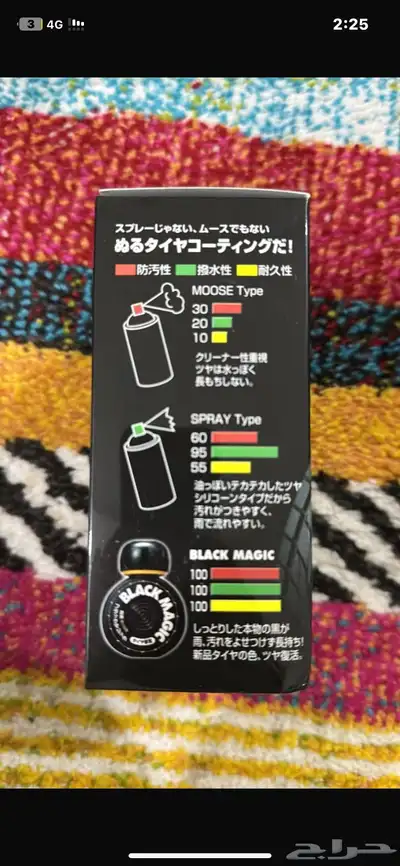 3 4G 2:25
スプレーじゃない、ムースでもない
ぬるタイヤコーティングだ!
防汚性 撥水性 耐久性
MOOSE Type
30
20
10
クリーナー性重視
ツヤは水っぽく
長もちしない。
SPRAY Type
60
95
55
油っぽいテカテカしたツヤ
シリコーンタイプだから
汚れがつきやすく、
雨で流れやすい。
BLACK MAGIC
100
100
100
BLACK MAGIC
しっとりした本物の黒が
雨、汚れをよせつけず長持ち!
新品タイヤの色、ツヤ復活。
حراج